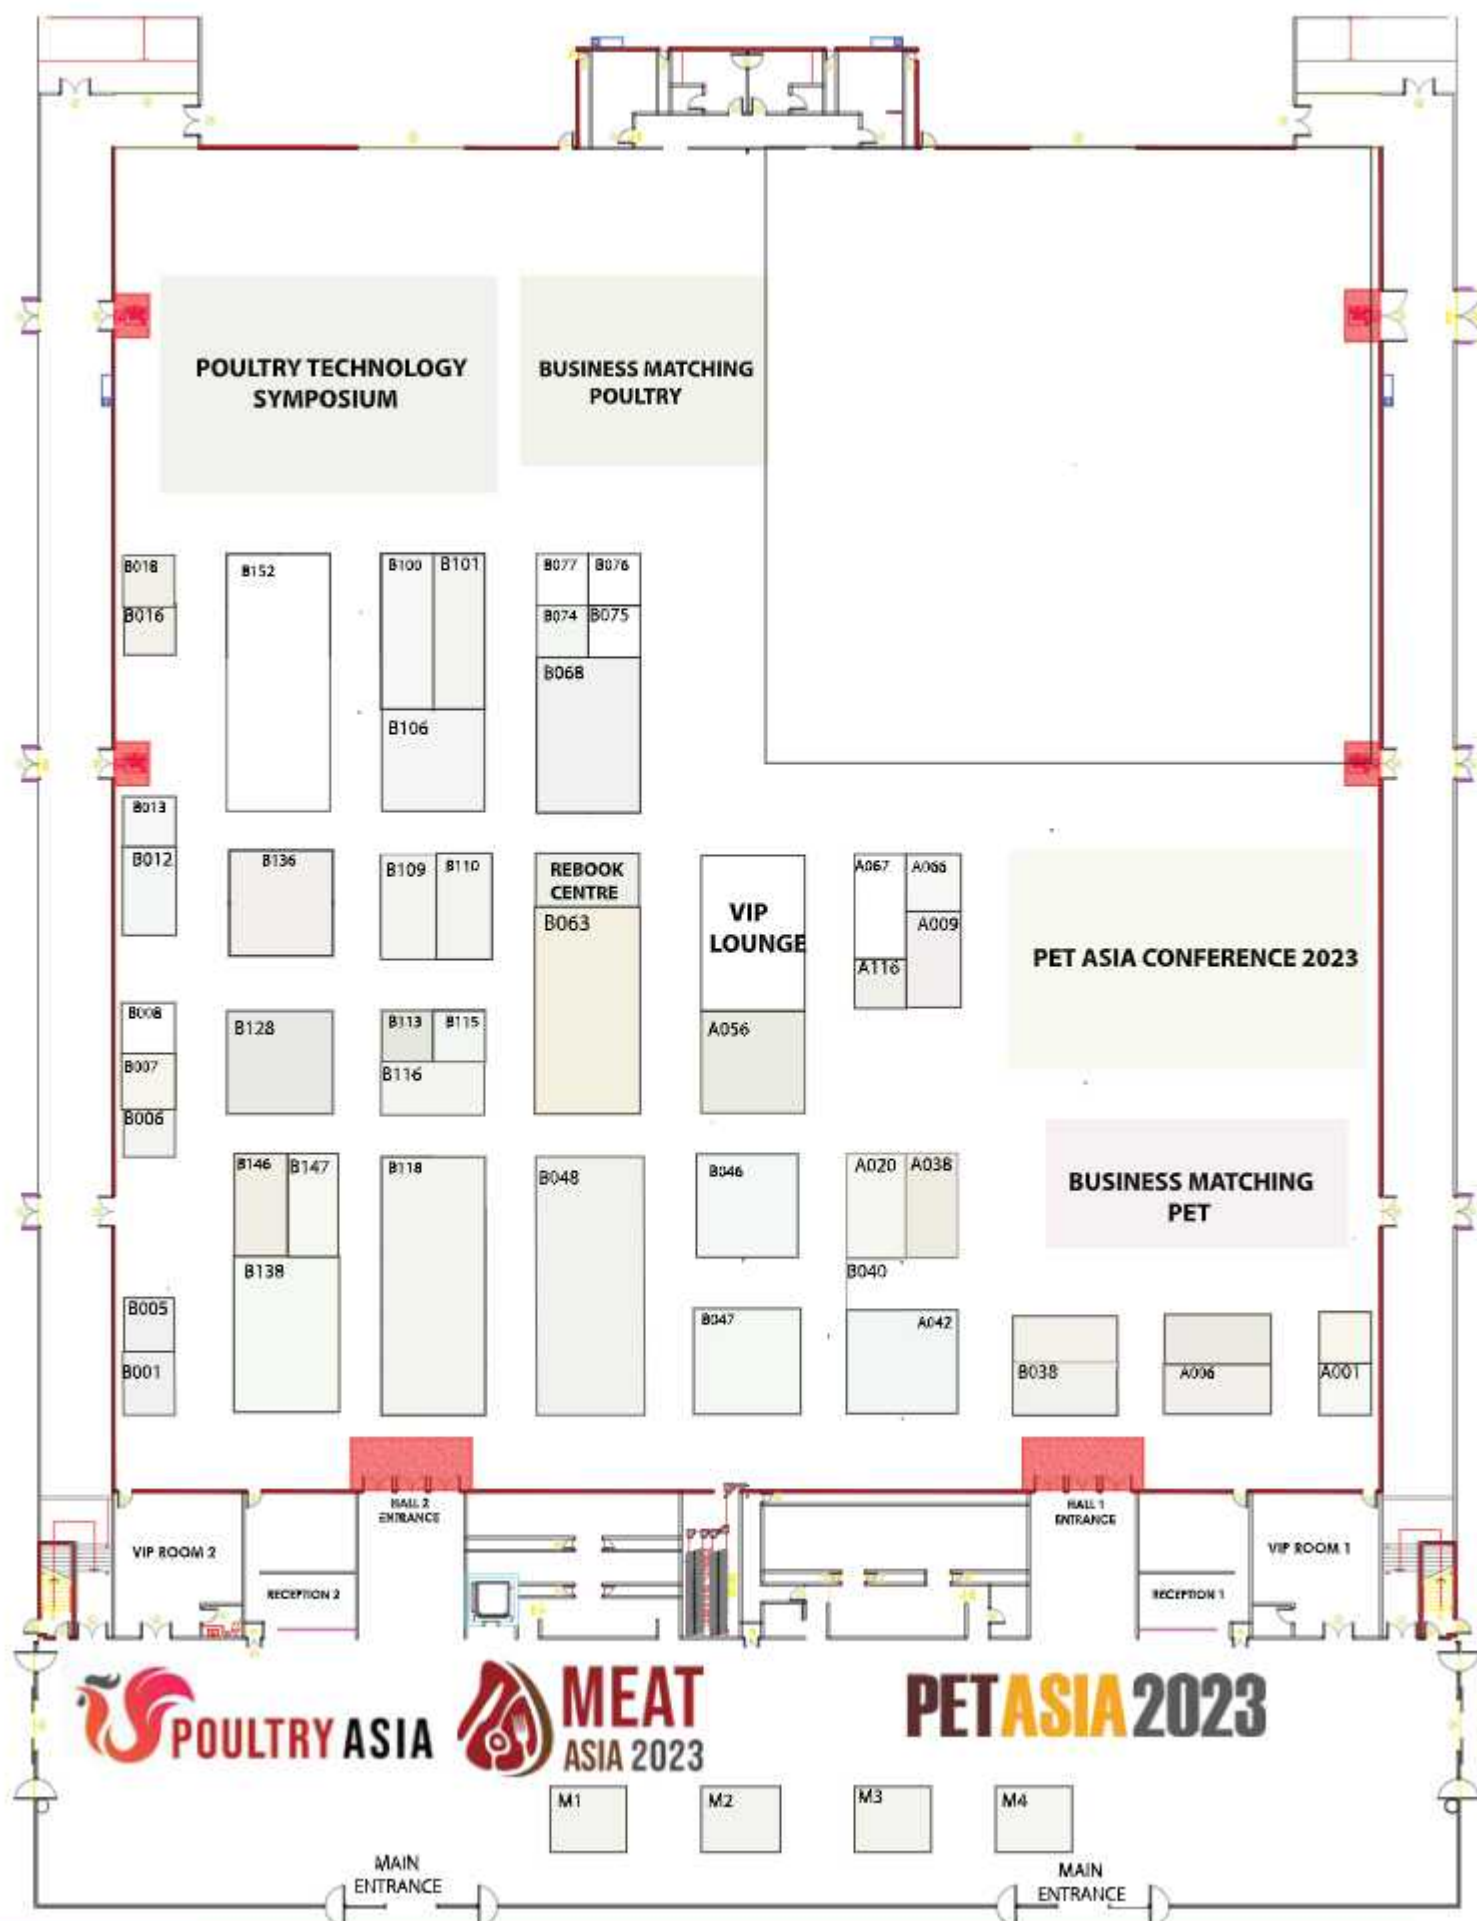 POULTRY TECHNOLOGY
SYMPOSIUM
BUSINESS MATCHING
POULTRY
B018
B152
B100
B101
B077
B076
B016
B074
B075
B068
B106
B013
B012
B136
B109
B110
REBOOK
CENTRE
B063
VIP
LOUNGE
A067
A066
A009
A116
PET ASIA CONFERENCE 2023
B008
B128
B113
B115
A056
B007
B116
B006
B146
B147
B118
B048
B046
A020
A038
BUSINESS MATCHING
PET
B138
B040
B005
B047
A042
B001
B038
A006
A001
HALL 2
ENTRANCE
HALL 1
ENTRANCE
VIP ROOM 2
VIP ROOM 1
RECEPTION 2
RECEPTION 1
POULTRY ASIA
MEAT
ASIA 2023
PETASIA2023
M1
M2
M3
M4
MAIN
ENTRANCE
MAIN
ENTRANCE